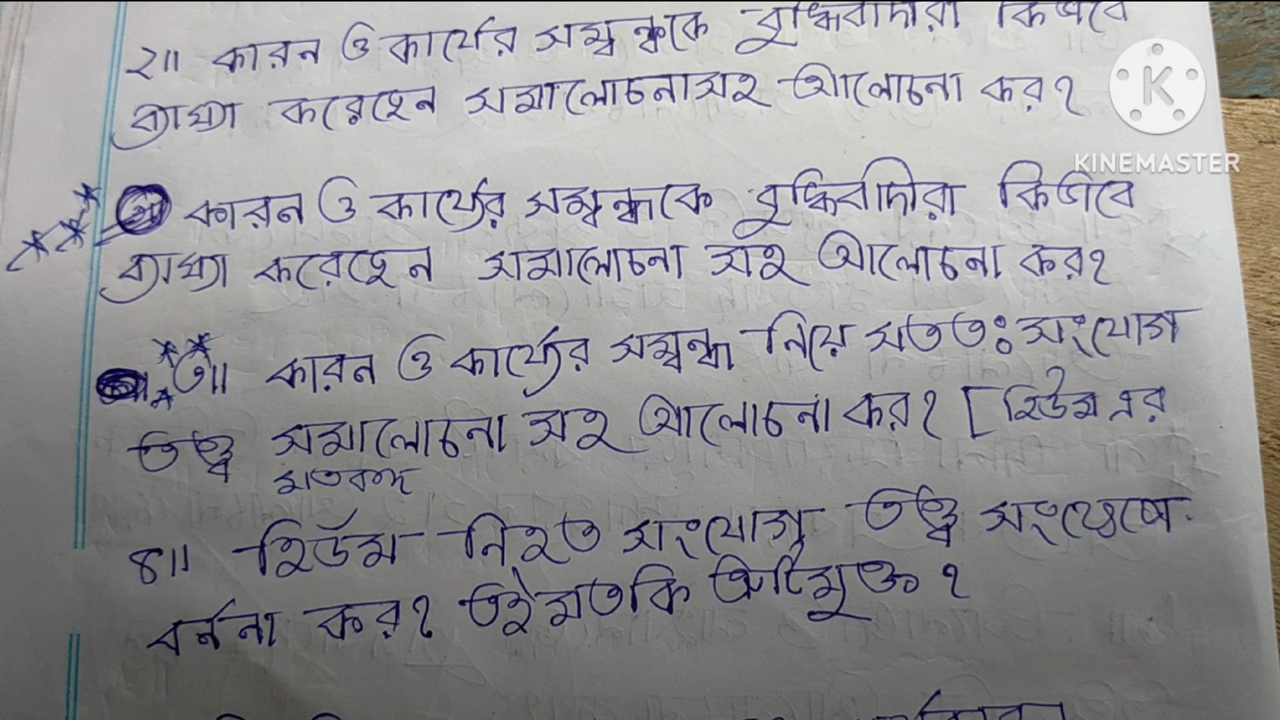 ২॥ কারন ও কার্যের সম্বন্ধকে বুদ্ধিবাদীরা কিভাবে
ব্যাখ্যা করেছেন সমালোচনাসহ আলোচনা কর?
K
KINEMASTER
কারন ও কার্য্যের সম্বন্ধকে বুদ্ধিবাদীরা কিভাবে
ব্যাখ্যা করেছেন সমালোচনা সহ আলোচনা কর?
৩॥ কারন ও কার্য্যের সম্বন্ধ নিয়ে সততঃ সংযোগ
তত্ত্ব সমালোচনা সহ আলোচনা কর? [হিউম এর
মতবাদ
৪॥ হিউম নিহত সংযোগ তত্ত্ব সংক্ষেপে
বর্ননা কর? এইমতকি ত্রুটিমুক্ত?